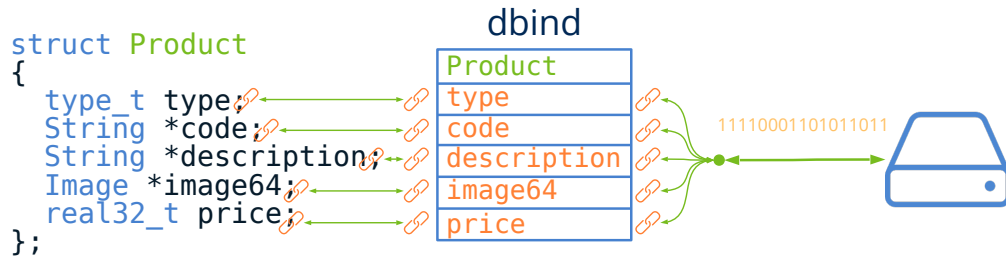 struct Product
{
type_t type;
String *code;
String *description;
Image *image64;
real32_t price;
};
dbind
Product
type
code
description
image64
price
11110001101011011